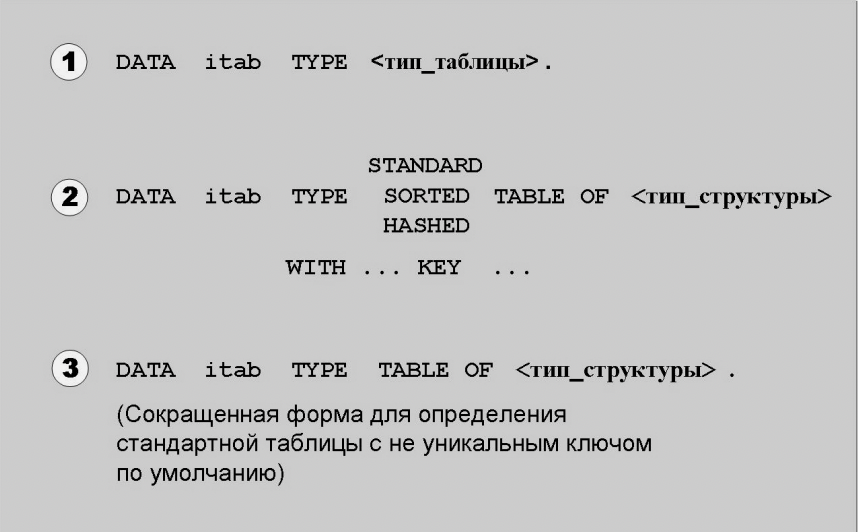 1 DATA itab TYPE <тип_таблицы>.
STANDARD
2 DATA itab TYPE SORTED TABLE OF <тип_структуры>
HASHED
WITH ... KEY ...
3 DATA itab TYPE TABLE OF <тип_структуры> .
(Сокращенная форма для определения
стандартной таблицы с не уникальным ключом
по умолчанию)